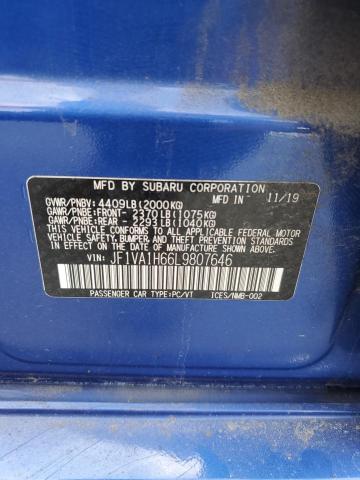 MFD BY SUBARU CORPORATION 11/19
GVWR/PNBV: 4409LB(2000KG)
GAWR/PNBE:FRONT- 2370LB(1075KG)
GAWR/PNBE:REAR - 2293LB(1040KG)
THIS VEHICLE CONFORMS TO ALL APPLICABLE FEDERAL MOTOR
VEHICLE SAFETY, BUMPER, AND THEFT PREVENTION
STANDARDS IN EFFECT ON THE DATE OF MANUFACTURE
SHOWN ABOVE.
VIN: JF1VA1H66L9807646
PASSENGER CAR TYPE:PC/VT ICES/NMB-002